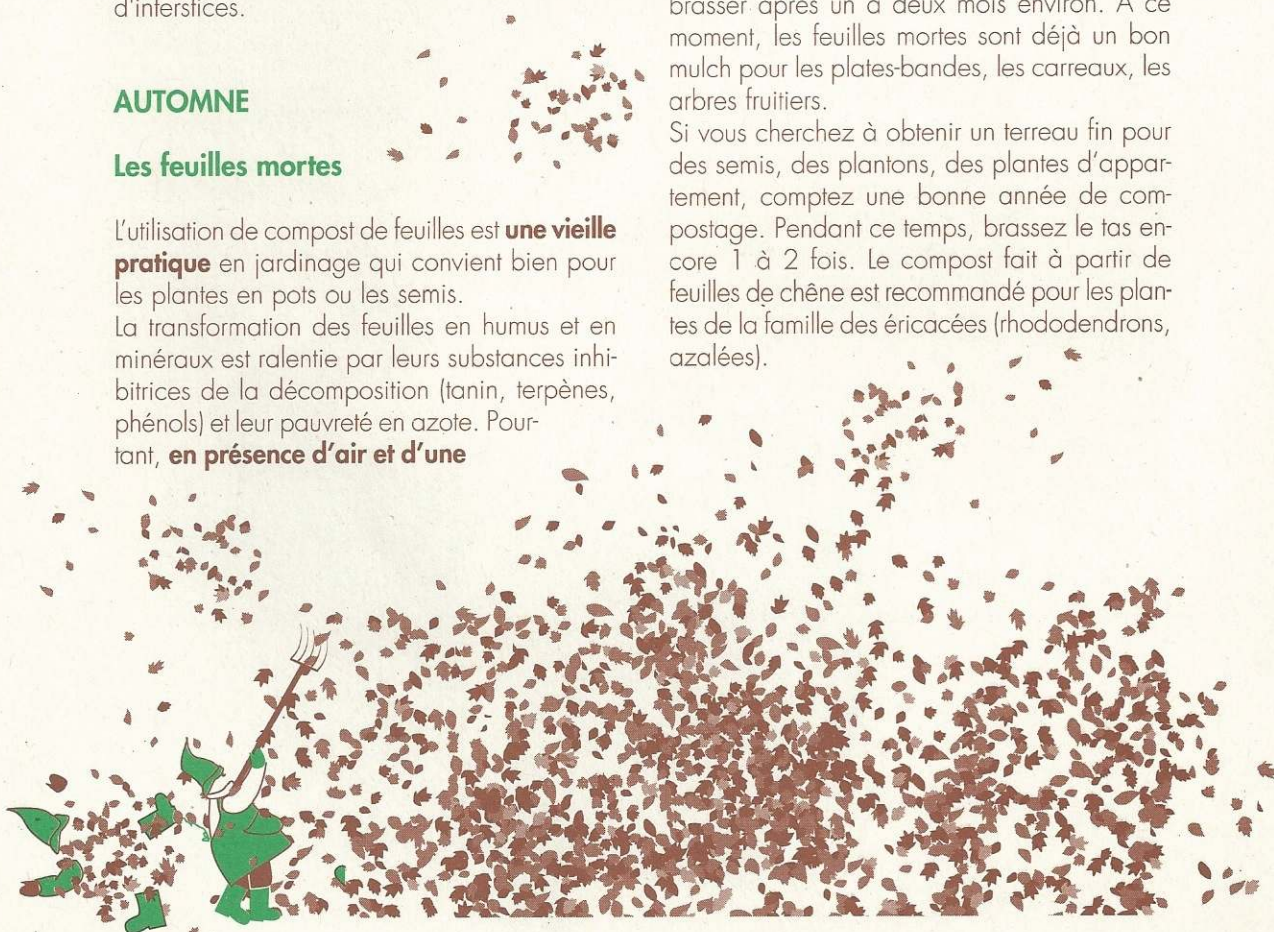 d'interstices.
AUTOMNE
Les feuilles mortes
L'utilisation de compost de feuilles est une vieille
pratique en jardinage qui convient bien pour
les plantes en pots ou les semis.
La transformation des feuilles en humus et en
minéraux est ralentie par leurs substances inhi-
bitrices de la décomposition (tanin, terpènes,
phénols) et leur pauvreté en azote. Pour-
tant, en présence d'air et d'une
brasser après un à deux mois environ. A ce
moment, les feuilles mortes sont déjà un bon
mulch pour les plates-bandes, les carreaux, les
arbres fruitiers.
Si vous cherchez à obtenir un terreau fin pour
des semis, des plantons, des plantes d'appar-
tement, comptez une bonne année de com-
postage. Pendant ce temps, brassez le tas en-
core 1 à 2 fois. Le compost fait à partir de
feuilles de chêne est recommandé pour les plan-
tes de la famille des éricacées (rhododendrons,
azalées).